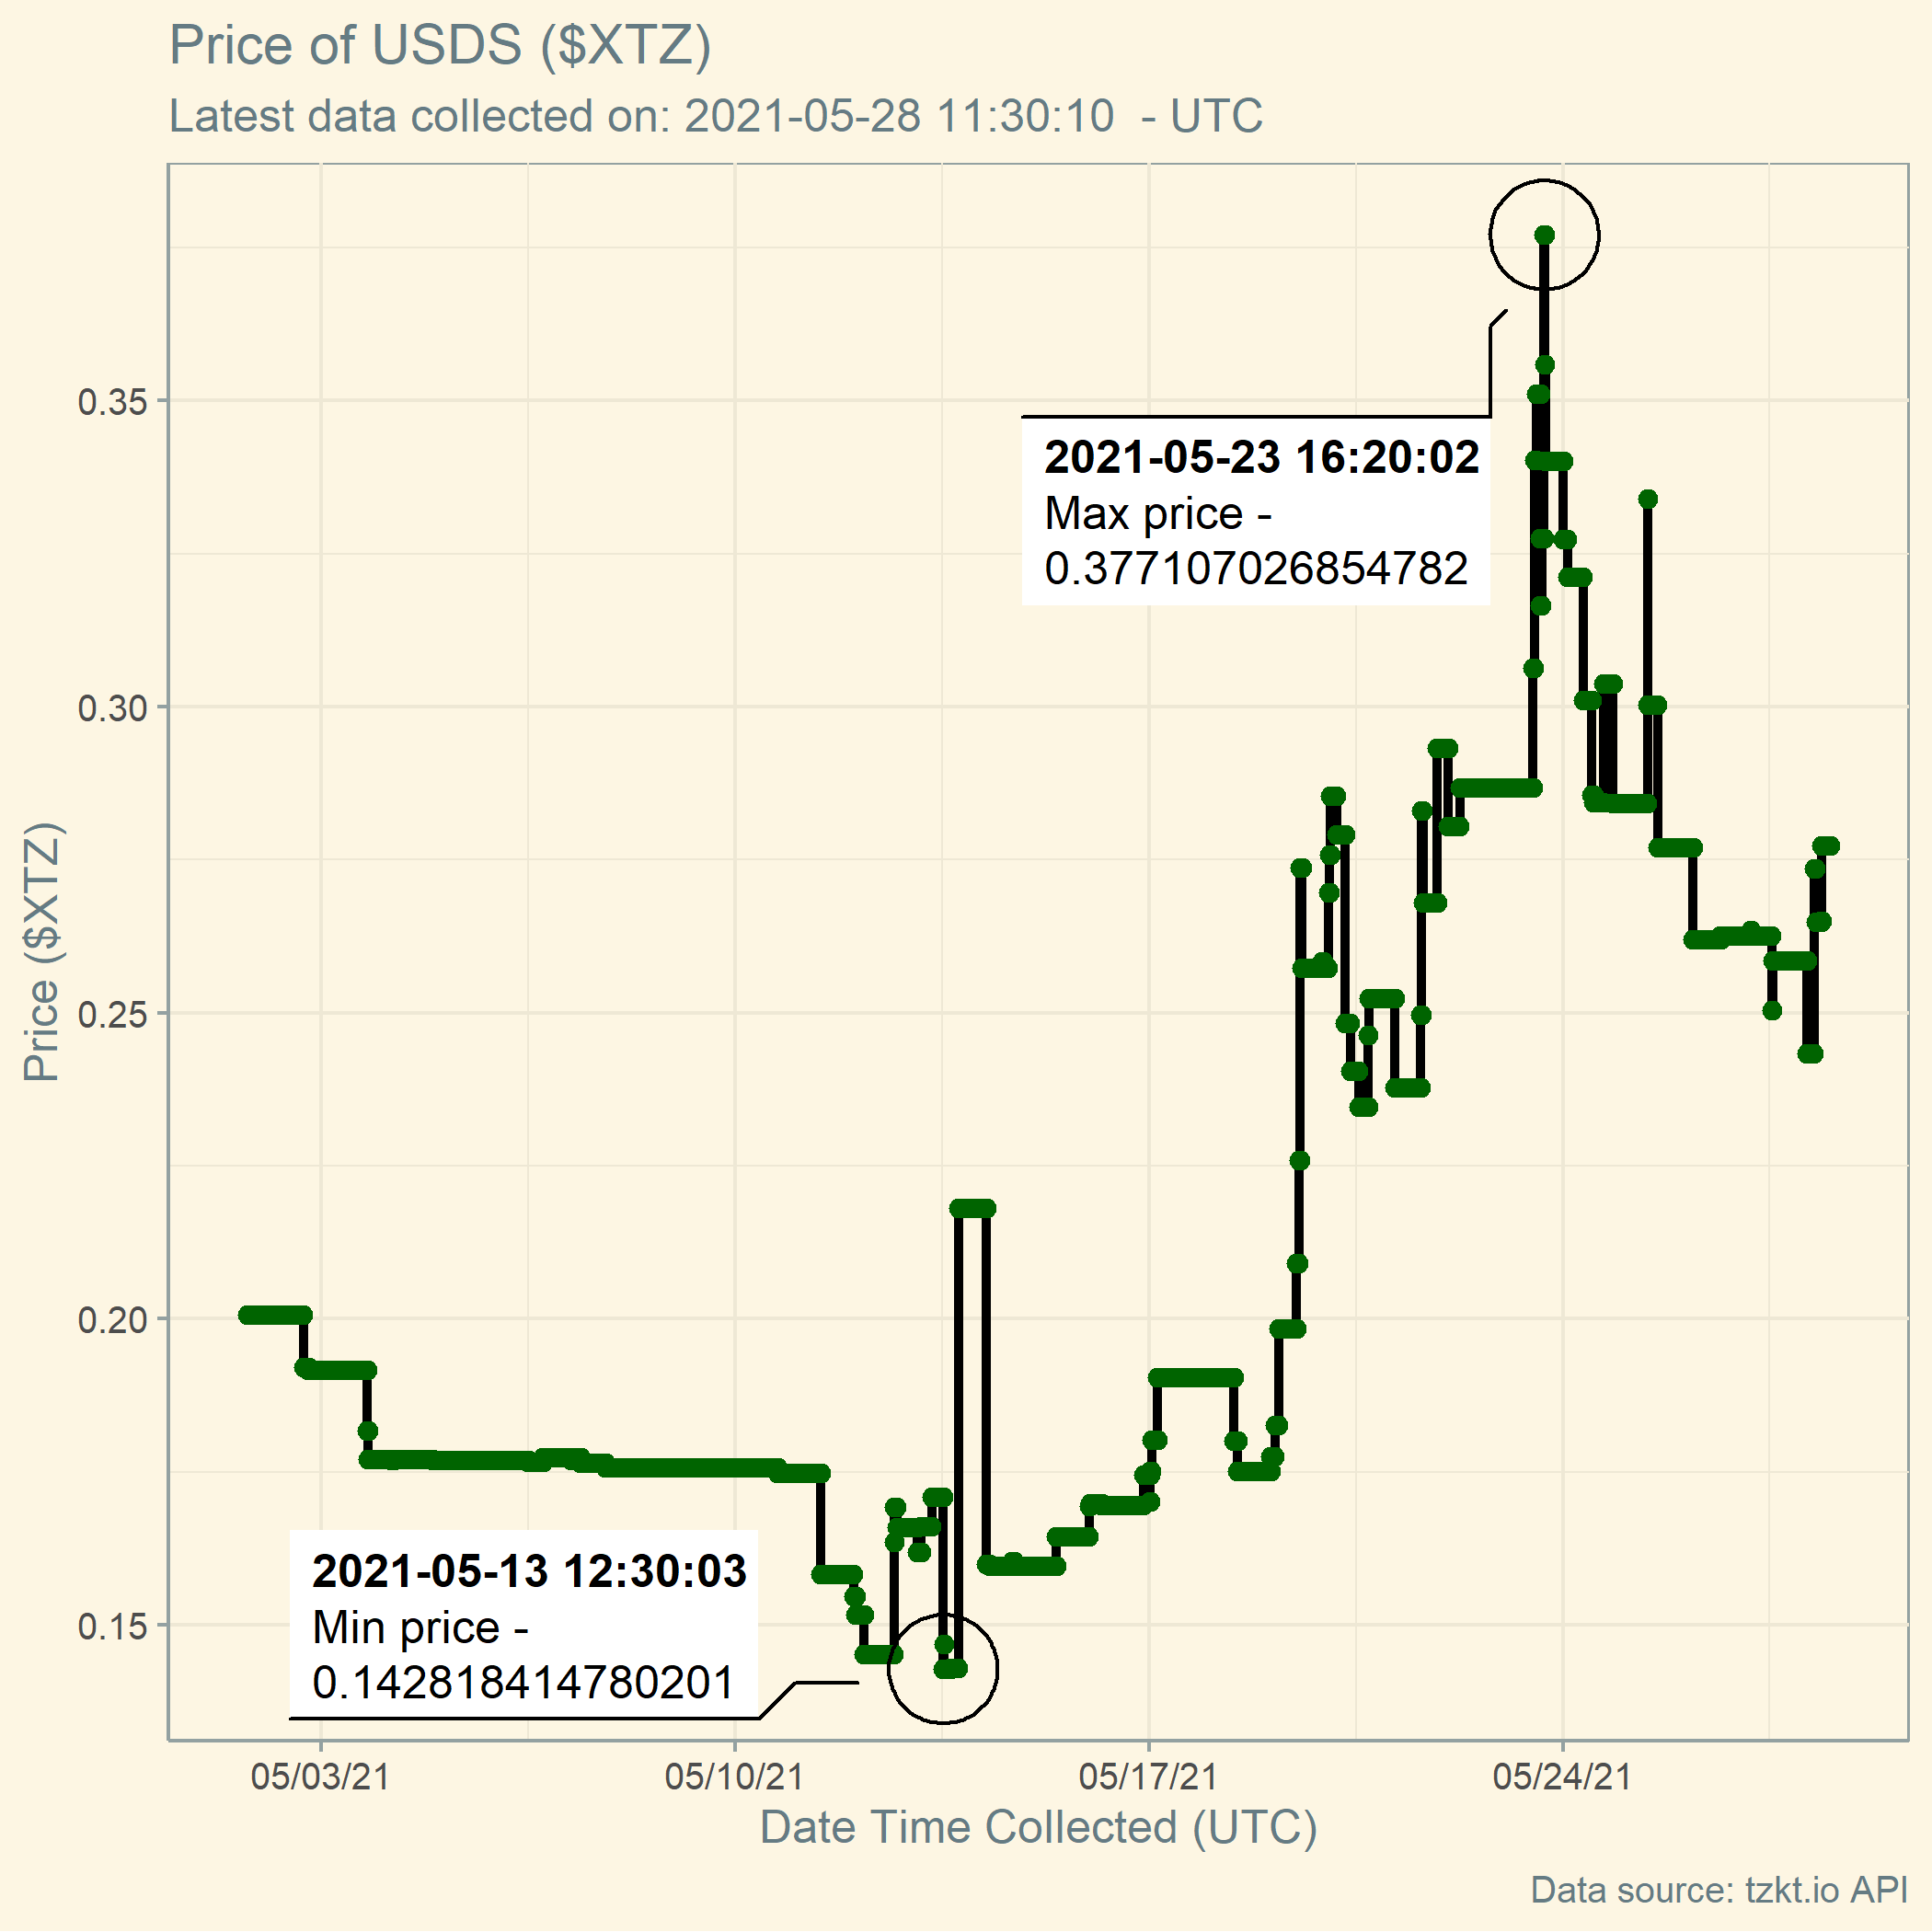 Price of USDS ($XTZ)
Latest data collected on: 2021-05-28 11:30:10  - UTC
2021-05-23 16:20:02
Max price -
0.377107026854782
0.35
0.30
0.25
0.20
0.15
Price ($XTZ)
2021-05-13 12:30:03
Min price -
0.142818414780201
05/03/21
05/10/21
05/17/21
05/24/21
Date Time Collected (UTC)
Data source: tzkt.io API